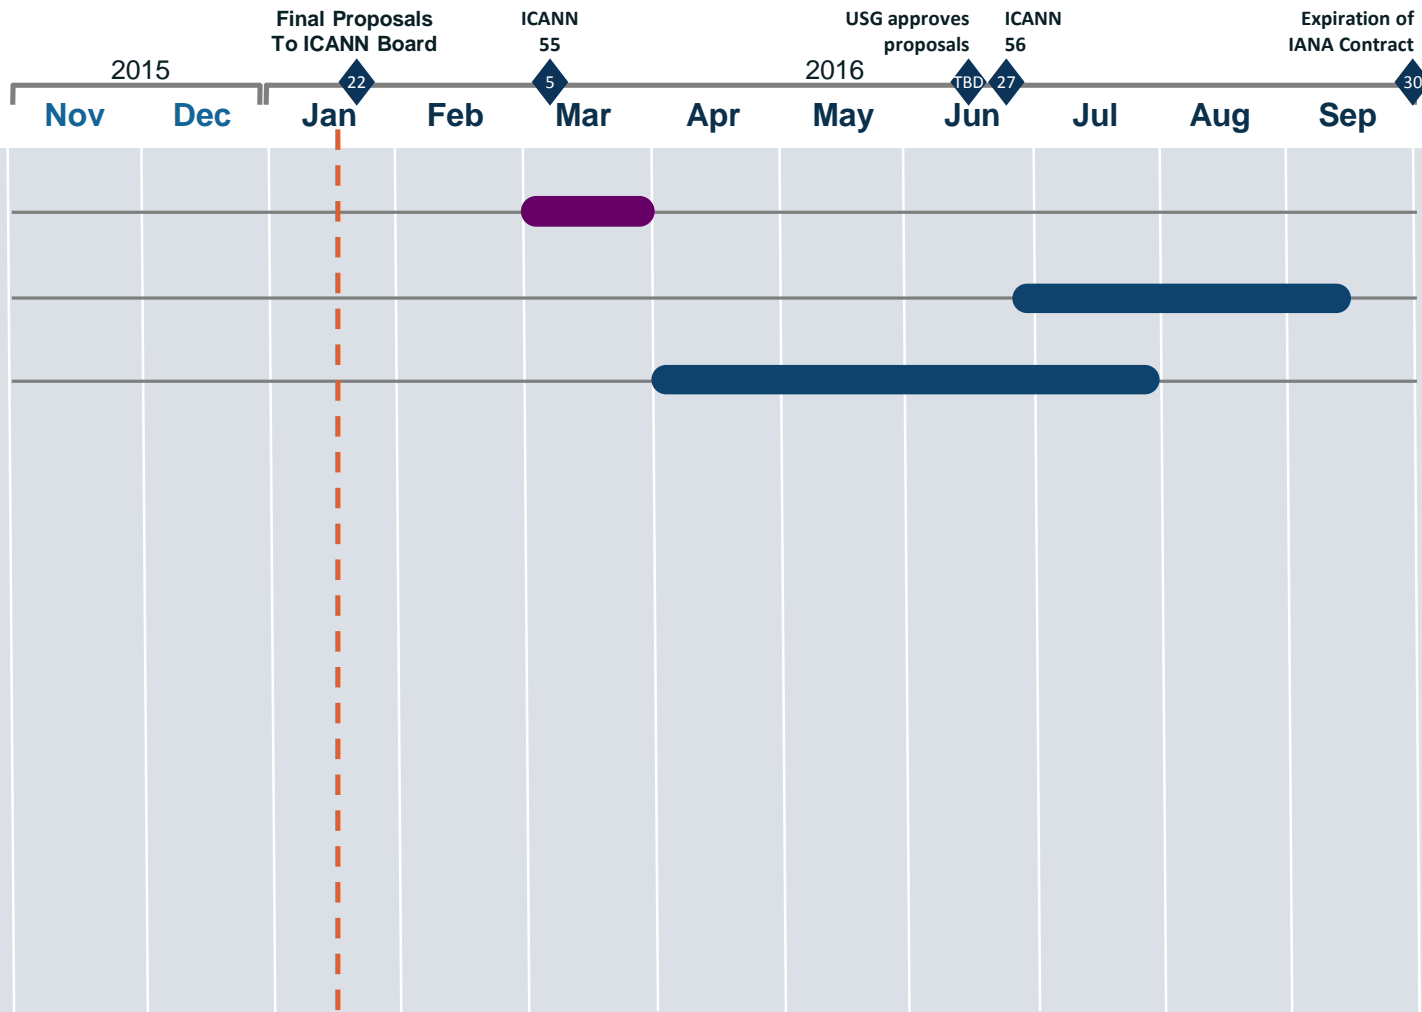 Final Proposals
To ICANN Board
ICANN
55
USG approves
proposals
ICANN
56
Expiration of
IANA Contract
2015
2016
22
5
TBD
27
30
Nov
Dec
Jan
Feb
Mar
Apr
May
Jun
Jul
Aug
Sep